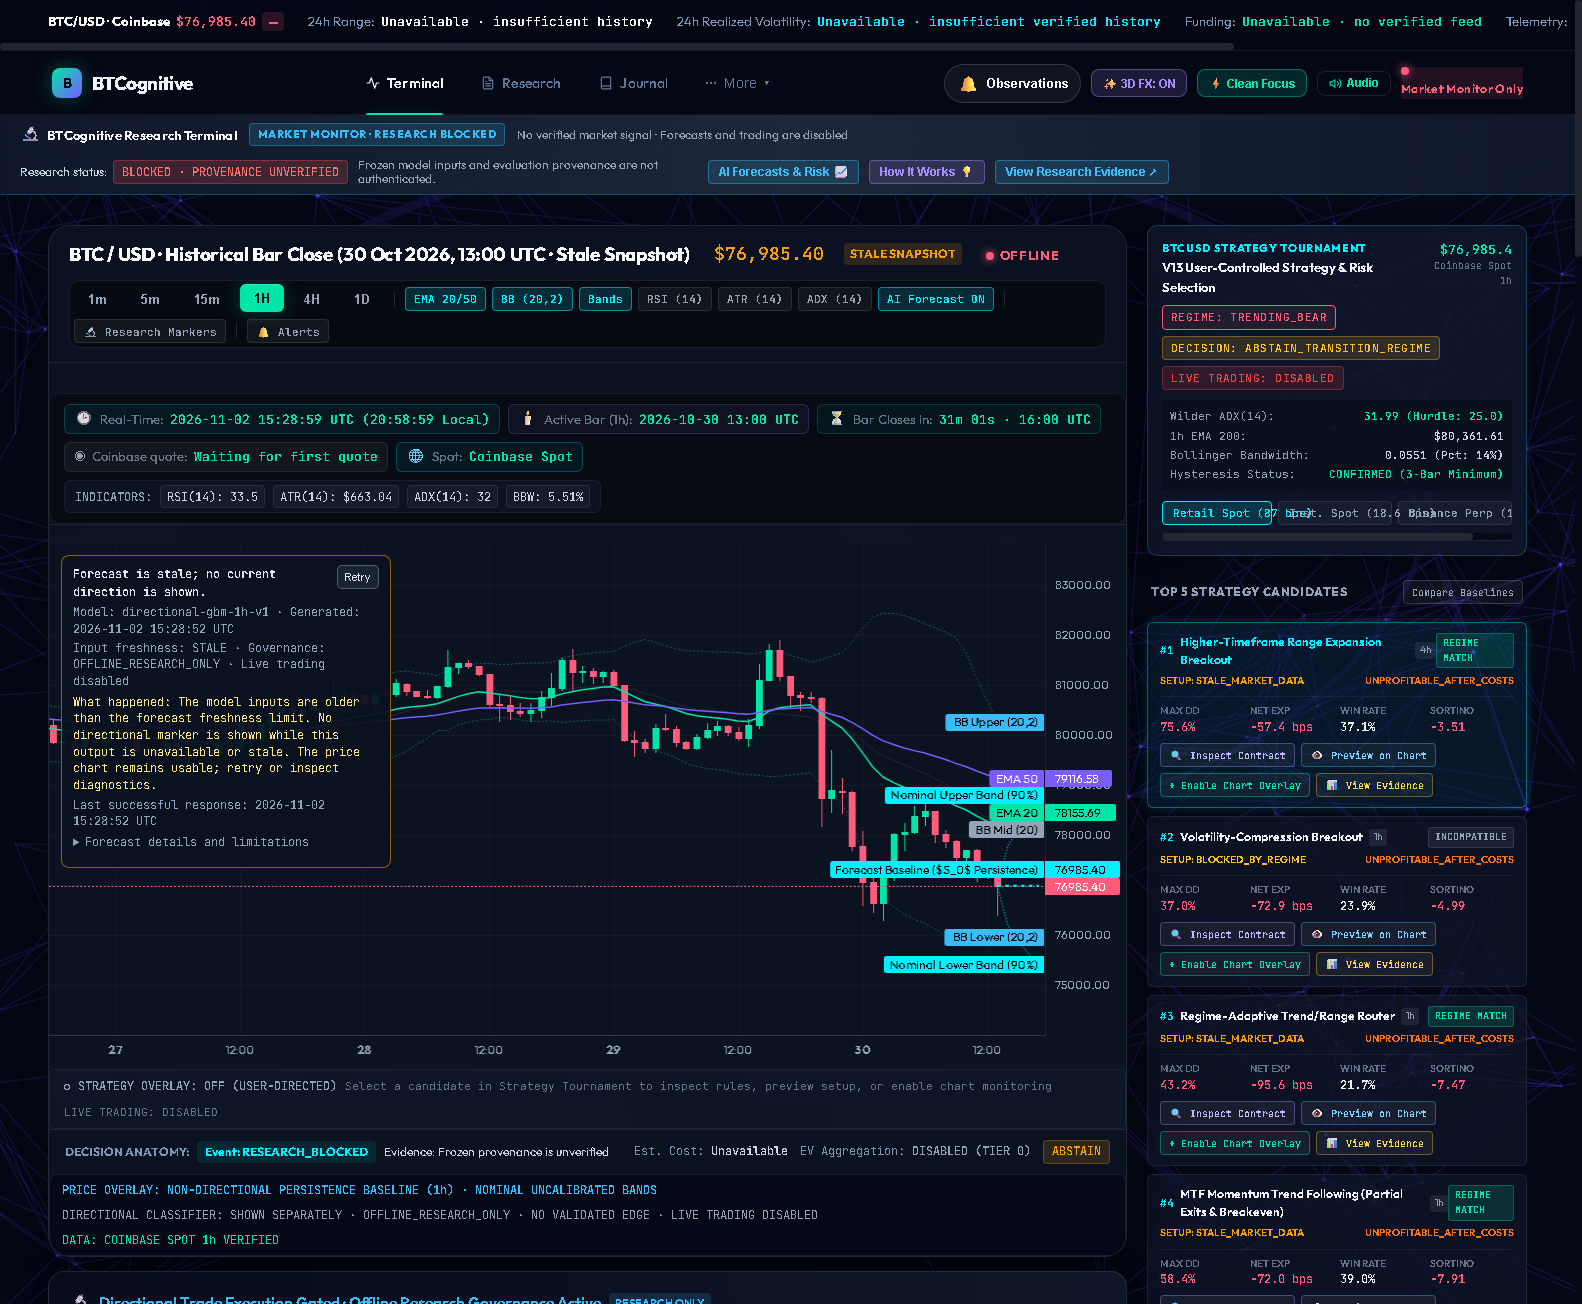 BTC/USD · Coinbase $76,985.40 — 24h Range: Unavailable · insufficient history 24h Realized Volatility: Unavailable · insufficient verified history Funding: Unavailable · no verified feed Telemetry:
B BTCognitive Terminal Research Journal ··· More ▾ Observations 3D FX: ON Clean Focus Audio Market Monitor Only
BTCognitive Research Terminal MARKET MONITOR · RESEARCH BLOCKED No verified market signal · Forecasts and trading are disabled
Research status: BLOCKED · PROVENANCE UNVERIFIED Frozen model inputs and evaluation provenance are not
authenticated.
AI Forecasts & Risk How It Works View Research Evidence ↗
BTC / USD · Historical Bar Close (30 Oct 2026, 13:00 UTC · Stale Snapshot) $76,985.40 STALE SNAPSHOT OFFLINE
1m 5m 15m 1H 4H 1D EMA 20/50 BB (20,2) Bands RSI (14) ATR (14) ADX (14) AI Forecast ON
Research Markers Alerts
Real-Time: 2026-11-02 15:28:59 UTC (20:58:59 Local) Active Bar (1h): 2026-10-30 13:00 UTC Bar Closes in: 31m 01s · 16:00 UTC
Coinbase quote: Waiting for first quote Spot: Coinbase Spot
INDICATORS: RSI(14): 33.5 ATR(14): $663.04 ADX(14): 32 BBW: 5.51%
Forecast is stale; no current
direction is shown.
Retry
Model: directional-gbm-1h-v1 · Generated:
2026-11-02 15:28:52 UTC
Input freshness: STALE · Governance:
OFFLINE_RESEARCH_ONLY · Live trading
disabled
What happened: The model inputs are older
than the forecast freshness limit. No
directional marker is shown while this
output is unavailable or stale. The price
chart remains usable; retry or inspect
diagnostics.
Last successful response: 2026-11-02
15:28:52 UTC
▶ Forecast details and limitations
83000.00
82000.00
81000.00
BB Upper (20,2)
80000.00
EMA 50 79116.58
Nominal Upper Band (90%)
EMA 20 78155.69
BB Mid (20) 78000.00
Forecast Baseline ($S_0$ Persistence) 76985.40
76985.40
BB Lower (20,2) 76000.00
Nominal Lower Band (90%)
75000.00
27 12:00 28 12:00 29 12:00 30 12:00
STRATEGY OVERLAY: OFF (USER-DIRECTED) Select a candidate in Strategy Tournament to inspect rules, preview setup, or enable chart monitoring
LIVE TRADING: DISABLED
DECISION ANATOMY: Event: RESEARCH_BLOCKED Evidence: Frozen provenance is unverified Est. Cost: Unavailable EV Aggregation: DISABLED (TIER 0) ABSTAIN
PRICE OVERLAY: NON-DIRECTIONAL PERSISTENCE BASELINE (1h) · NOMINAL UNCALIBRATED BANDS
DIRECTIONAL CLASSIFIER: SHOWN SEPARATELY · OFFLINE_RESEARCH_ONLY · NO VALIDATED EDGE · LIVE TRADING DISABLED
DATA: COINBASE SPOT 1h VERIFIED
Directional Trade Execution Gated · Offline Research Governance Active RESEARCH ONLY
BTCUSD STRATEGY TOURNAMENT $76,985.4
V13 User-Controlled Strategy & Risk
Selection
Coinbase Spot
1h
REGIME: TRENDING_BEAR
DECISION: ABSTAIN_TRANSITION_REGIME
LIVE TRADING: DISABLED
Wilder ADX(14): 31.99 (Hurdle: 25.0)
1h EMA 200: $80,361.61
Bollinger Bandwidth: 0.0551 (Pct: 14%)
Hysteresis Status: CONFIRMED (3-Bar Minimum)
Retail Spot (87 bps) Inst. Spot (18.6 bps) Binance Perp (1
TOP 5 STRATEGY CANDIDATES Compare Baselines
#1 Higher-Timeframe Range Expansion
Breakout
4h REGIME
MATCH
SETUP: STALE_MARKET_DATA UNPROFITABLE_AFTER_COSTS
MAX DD NET EXP WIN RATE SORTINO
75.6% -57.4 bps 37.1% -3.51
Inspect Contract Preview on Chart
+ Enable Chart Overlay View Evidence
#2 Volatility-Compression Breakout 1h INCOMPATIBLE
SETUP: BLOCKED_BY_REGIME UNPROFITABLE_AFTER_COSTS
MAX DD NET EXP WIN RATE SORTINO
37.0% -72.9 bps 23.9% -4.99
Inspect Contract Preview on Chart
+ Enable Chart Overlay View Evidence
#3 Regime-Adaptive Trend/Range Router 1h REGIME MATCH
SETUP: STALE_MARKET_DATA UNPROFITABLE_AFTER_COSTS
MAX DD NET EXP WIN RATE SORTINO
43.2% -95.6 bps 21.7% -7.47
Inspect Contract Preview on Chart
+ Enable Chart Overlay View Evidence
#4 MTF Momentum Trend Following (Partial
Exits & Breakeven)
1h REGIME
MATCH
SETUP: STALE_MARKET_DATA UNPROFITABLE_AFTER_COSTS
MAX DD NET EXP WIN RATE SORTINO
58.4% -72.0 bps 39.0% -7.91